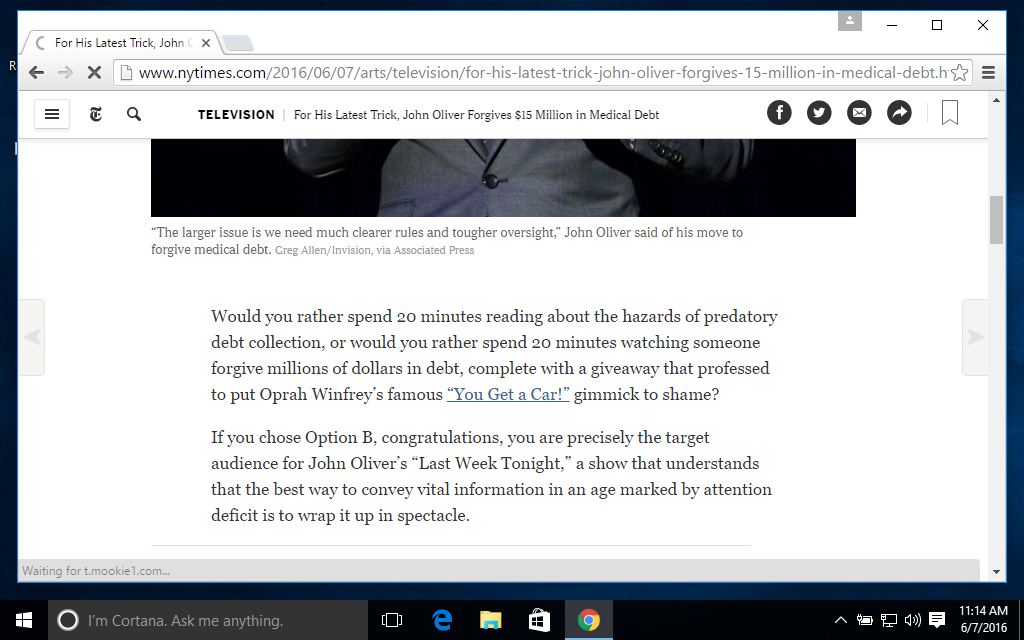 For His Latest Trick, John
www.nytimes.com/2016/06/07/arts/television/for-his-latest-trick-john-oliver-forgives-15-million-in-medical-debt.h
TELEVISION | For His Latest Trick, John Oliver Forgives $15 Million in Medical Debt
“The larger issue is we need much clearer rules and tougher oversight,” John Oliver said of his move to
forgive medical debt. Greg Allen/Invision, via Associated Press
Would you rather spend 20 minutes reading about the hazards of predatory
debt collection, or would you rather spend 20 minutes watching someone
forgive millions of dollars in debt, complete with a giveaway that professed
to put Oprah Winfrey’s famous “You Get a Car!” gimmick to shame?
If you chose Option B, congratulations, you are precisely the target
audience for John Oliver’s “Last Week Tonight,” a show that understands
that the best way to convey vital information in an age marked by attention
deficit is to wrap it up in spectacle.
Waiting for t.mookie1.com...
I'm Cortana. Ask me anything.
11:14 AM
6/7/2016